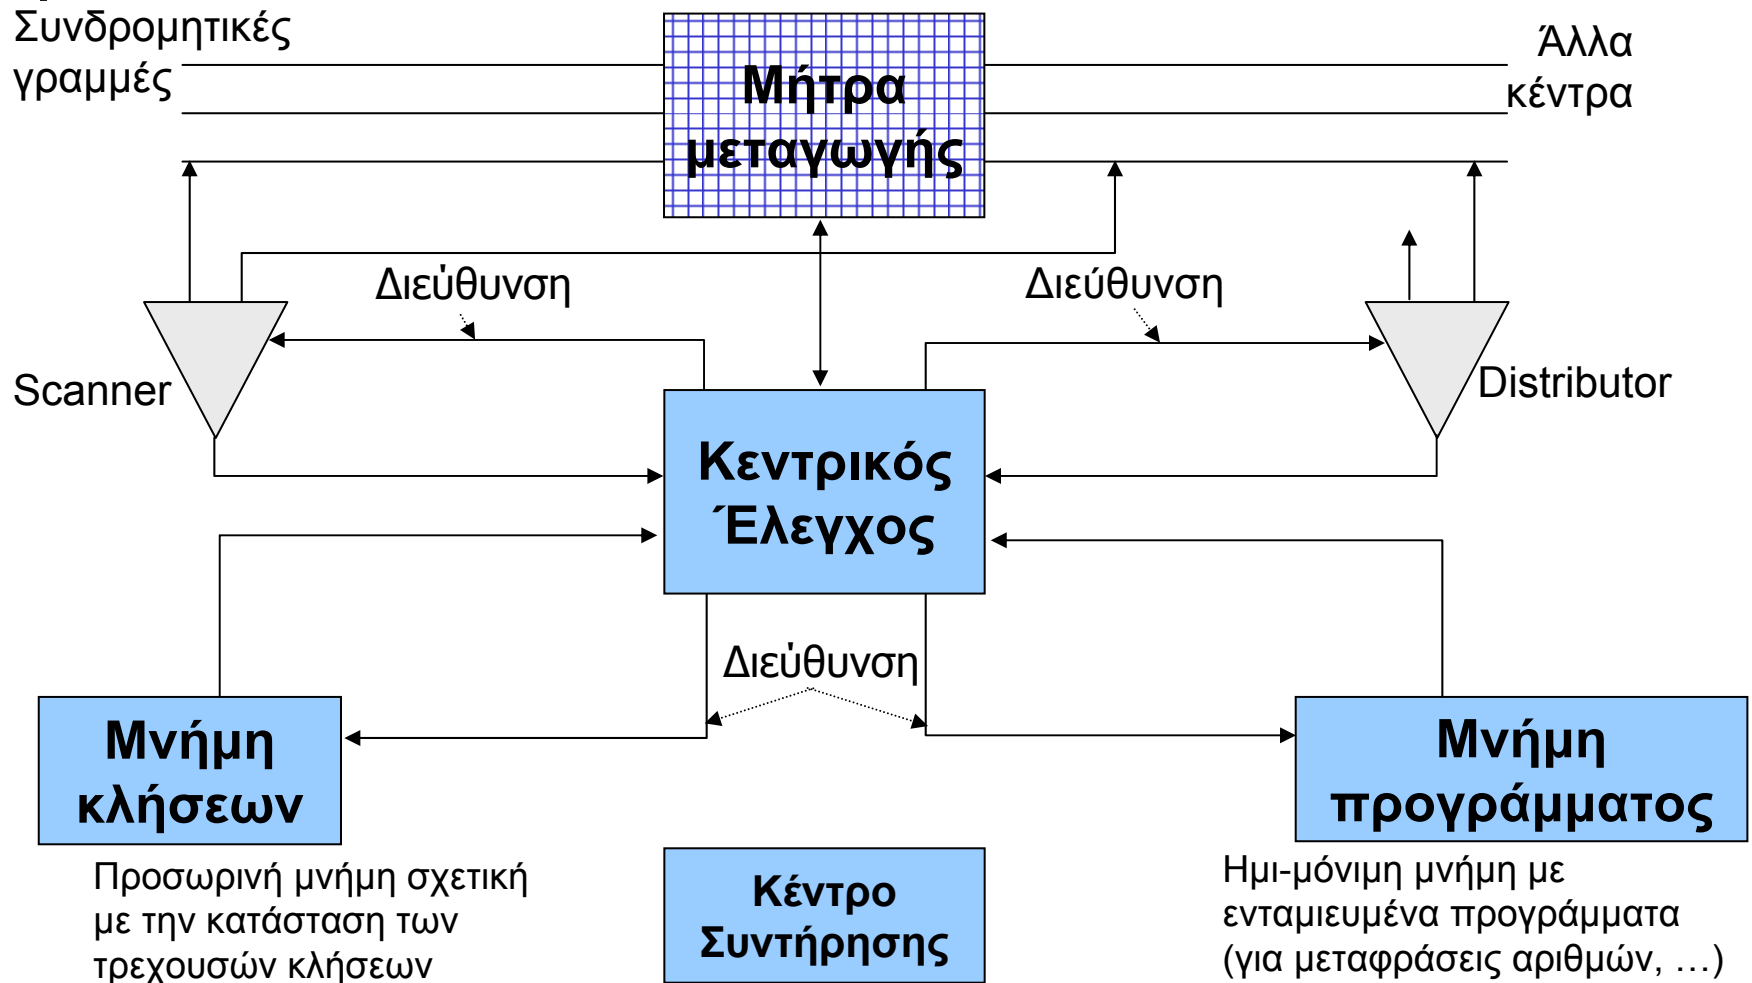 Συνδρομητικές
γραμμές
Μήτρα
μεταγωγής
Άλλα
κέντρα
Διεύθυνση
Διεύθυνση
Scanner
Distributor
Κεντρικός
Έλεγχος
Διεύθυνση
Μνήμη
κλήσεων
Μνήμη
προγράμματος
Προσωρινή μνήμη σχετική
με την κατάσταση των
τρεχουσών κλήσεων
Κέντρο
Συντήρησης
Ημι-μόνιμη μνήμη με
ενταμιευμένα προγράμματα
(για μεταφράσεις αριθμών, …)